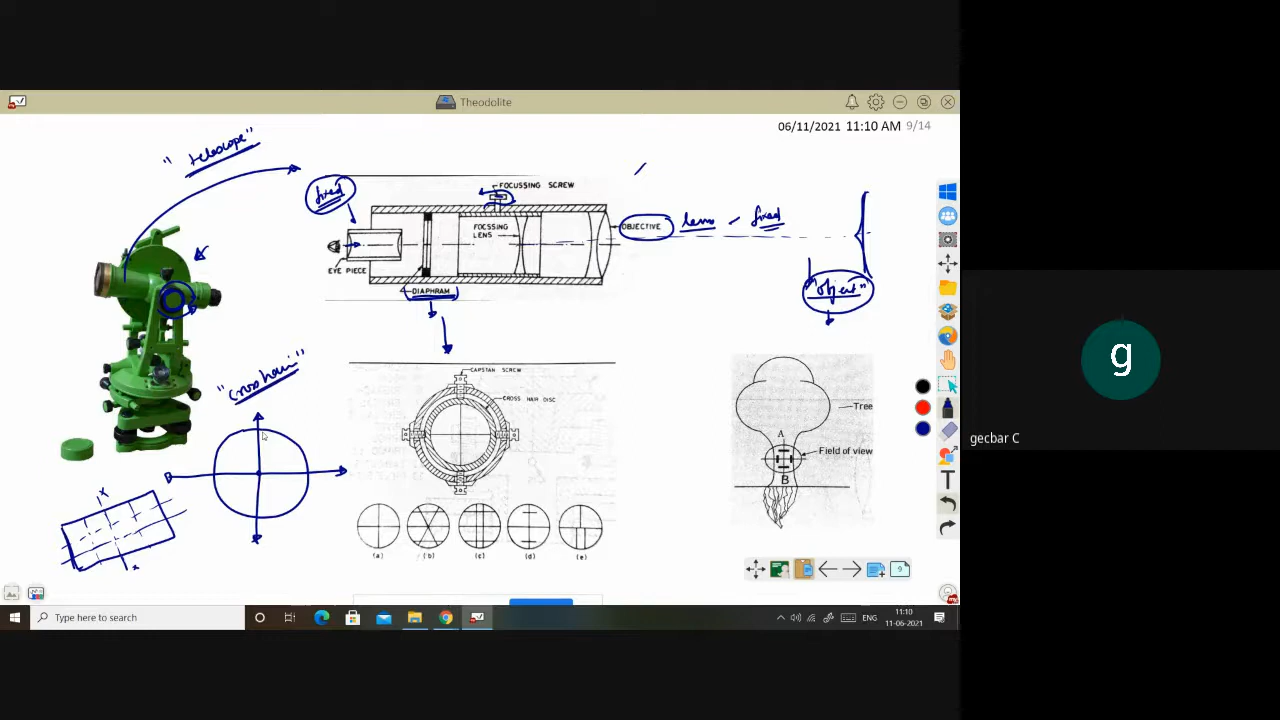 Theodolite
06/11/2021 11:10 AM 9/14
"telescope"
fixed
FOCUSSING SCREW
FOCSSING
LENS
OBJECTIVE
lens - fixed
EYE PIECE
DIAPHRAM
"object"
"Crosshair"
CAPSTAN SCREW
CROSS HAIR DISC
(a)
(b)
(c)
(d)
(e)
Tree
A
Field of view
B
x
x
T
9
g
gecbar C
Type here to search
ENG
11:10
11-06-2021